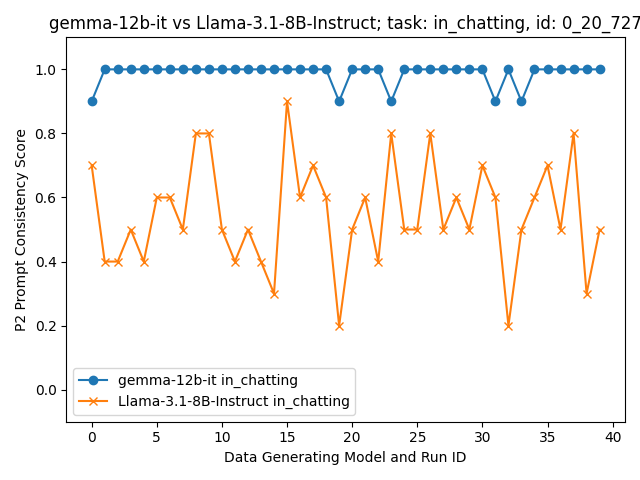 gemma-12b-it vs Llama-3.1-8B-Instruct; task: in_chatting, id: 0_20_727
1.0
0.8
0.6
0.4
0.2
0.0
P2 Prompt Consistency Score
gemma-12b-it in_chatting
Llama-3.1-8B-Instruct in_chatting
0 5 10 15 20 25 30 35 40
Data Generating Model and Run ID